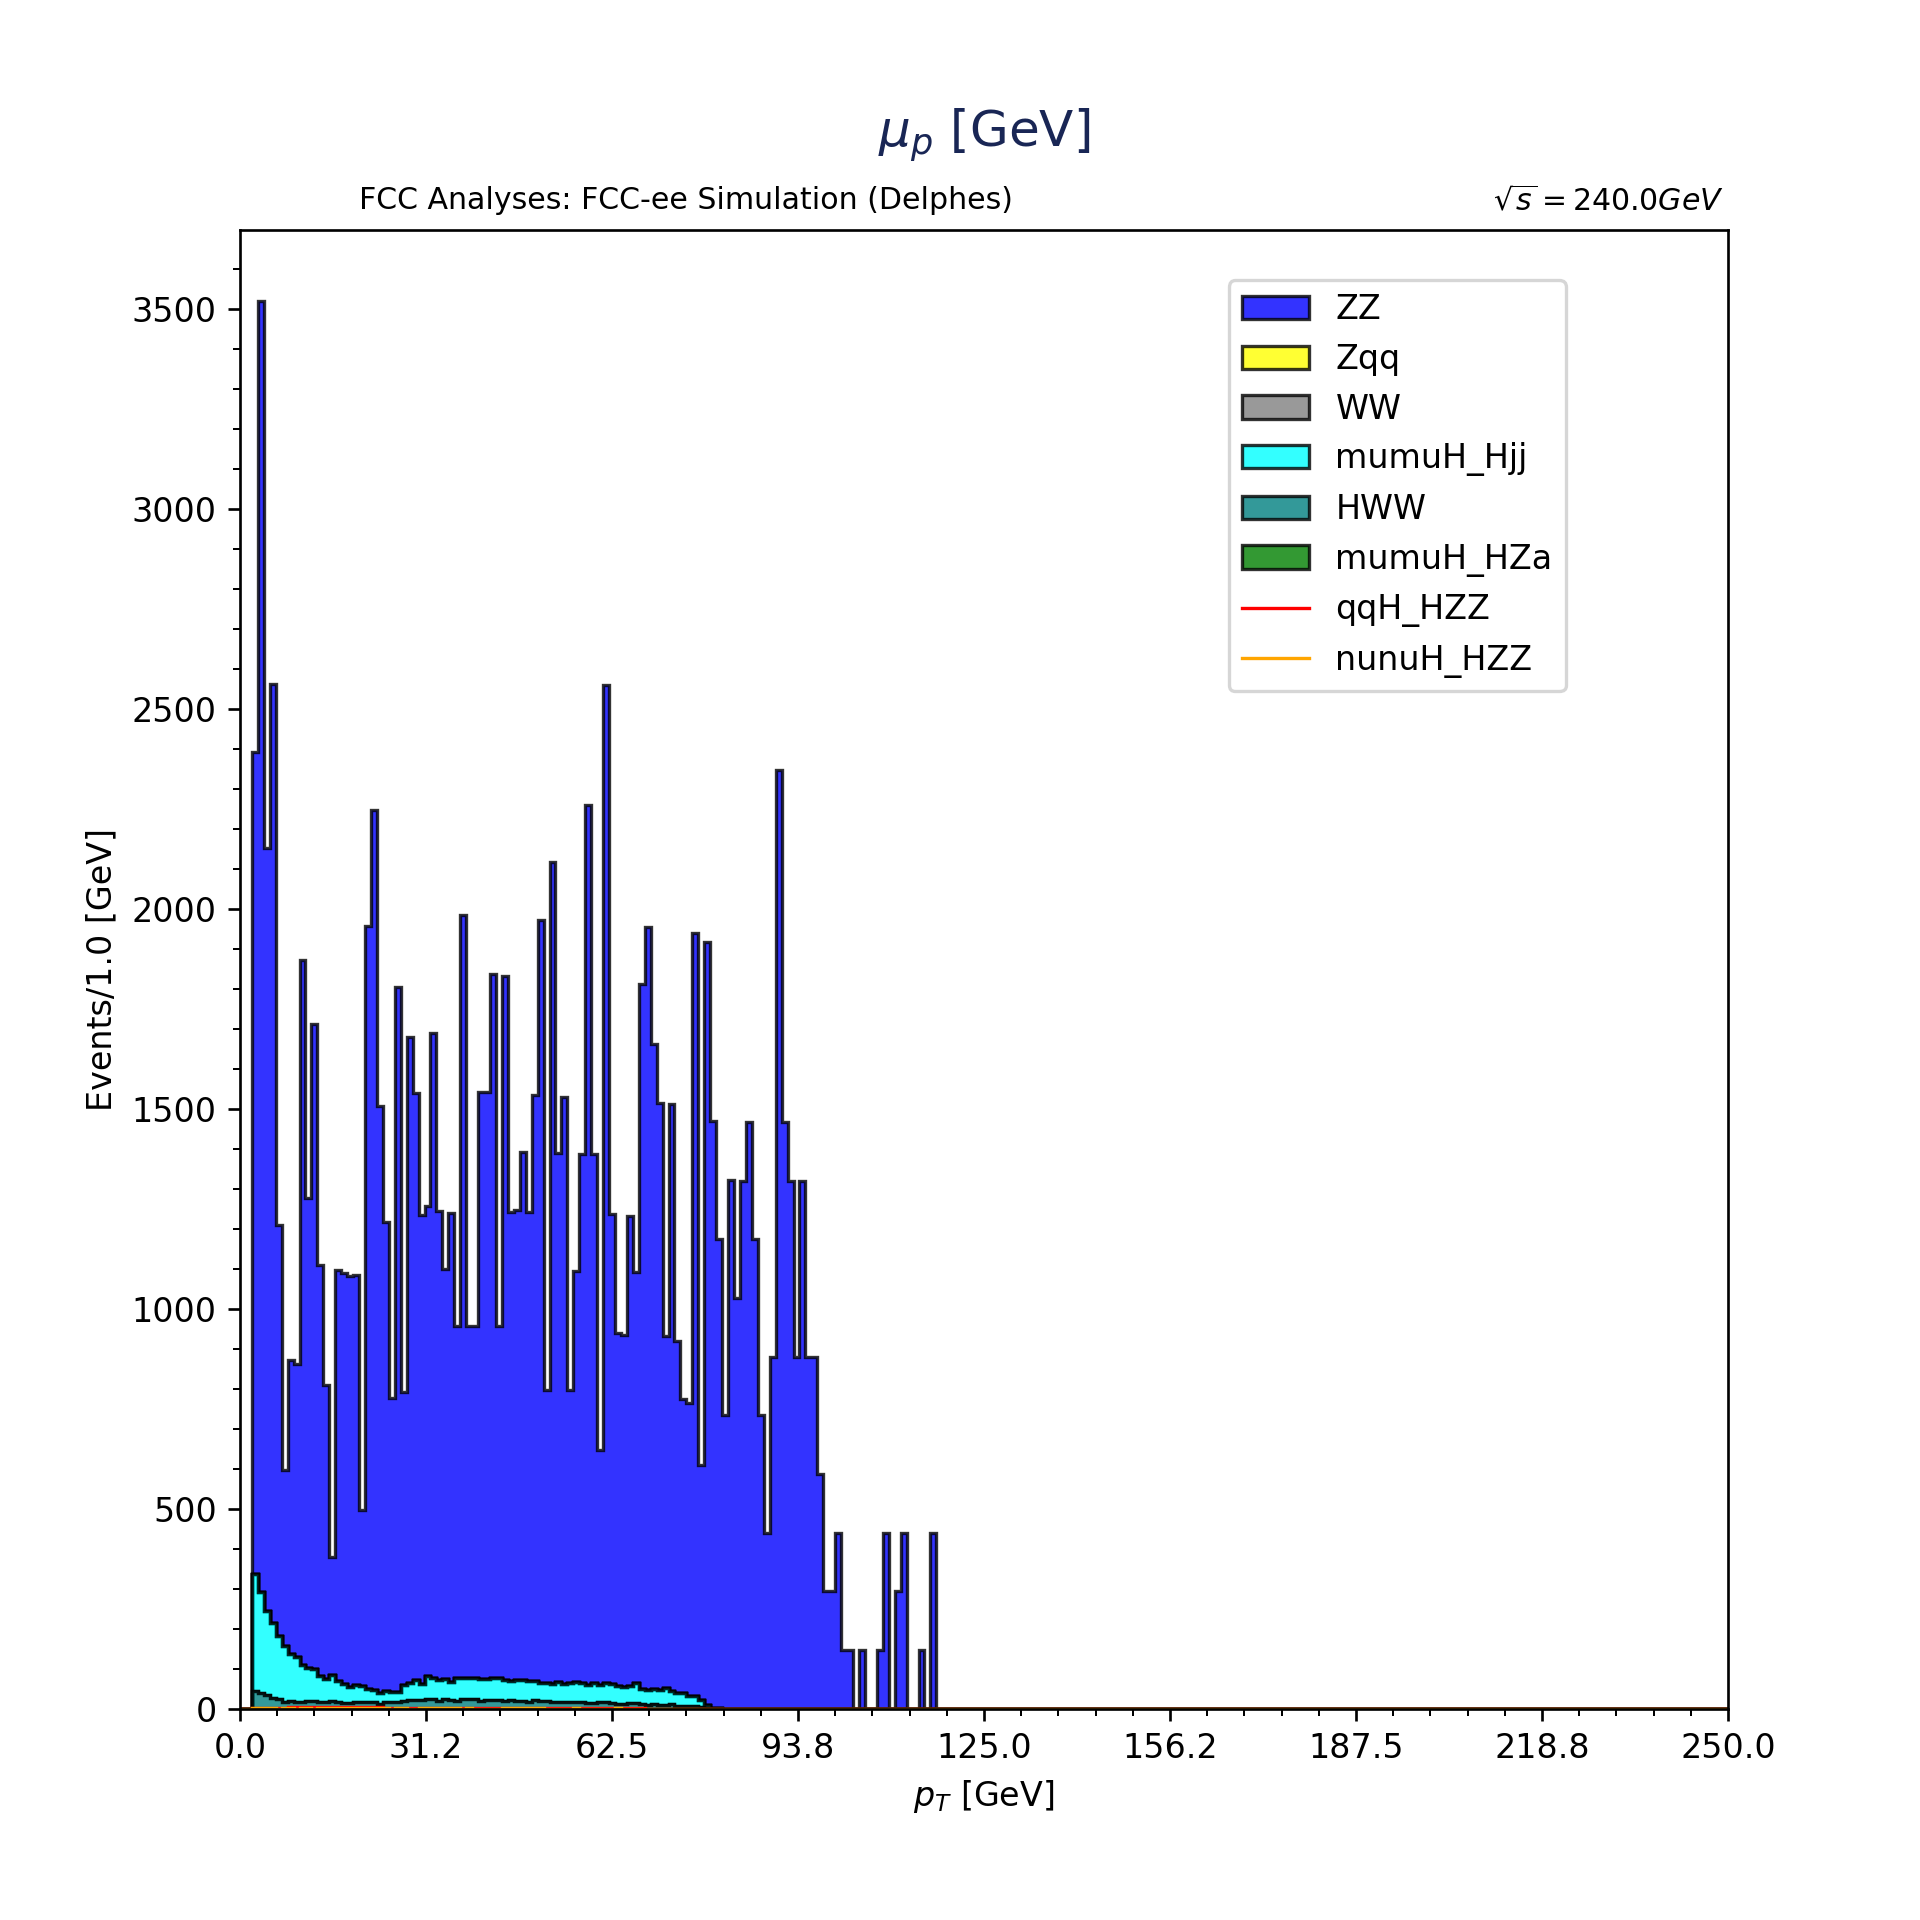 μp [GeV]
FCC Analyses: FCC-ee Simulation (Delphes)
√s = 240.0GeV
3500
3000
2500
2000
1500
1000
500
0
Events/1.0 [GeV]
ZZ
Zqq
WW
mumuH_Hjj
HWW
mumuH_HZa
qqH_HZZ
nunuH_HZZ
0.0 31.2 62.5 93.8 125.0 156.2 187.5 218.8 250.0
pT [GeV]